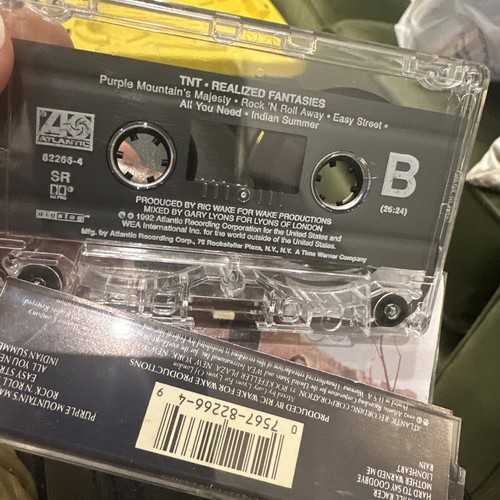 TNT • REALIZED FANTASIES
Purple Mountain's Majesty • Rock 'N Roll Away • Easy Street •
All You Need • Indian Summer
ATLANTIC
82266-4
SR
HX PRO
B
(26:24)
PRODUCED BY RIC WAKE FOR WAKE PRODUCTIONS
MIXED BY GARY LYONS FOR LYONS OF LONDON
© ℗ 1992 Atlantic Recording Corporation for the United States and
WEA International Inc. for the world outside of the United States.
Mfg. by Atlantic Recording Corp., 75 Rockefeller Plaza, N.Y., N.Y. A Time Warner Company
PRODUCED BY RIC WAKE FOR WAKE PRODUCTIONS
0 7567-82266-4 9
PURPLE MOUNTAIN'S MA
ROCK 'N ROLL A
EASY STR
ALL YOU NE
INDIAN SUMME
HARD TO SAY GOODBYE
MOTHER WARNED ME
LIONHEART
RAIN